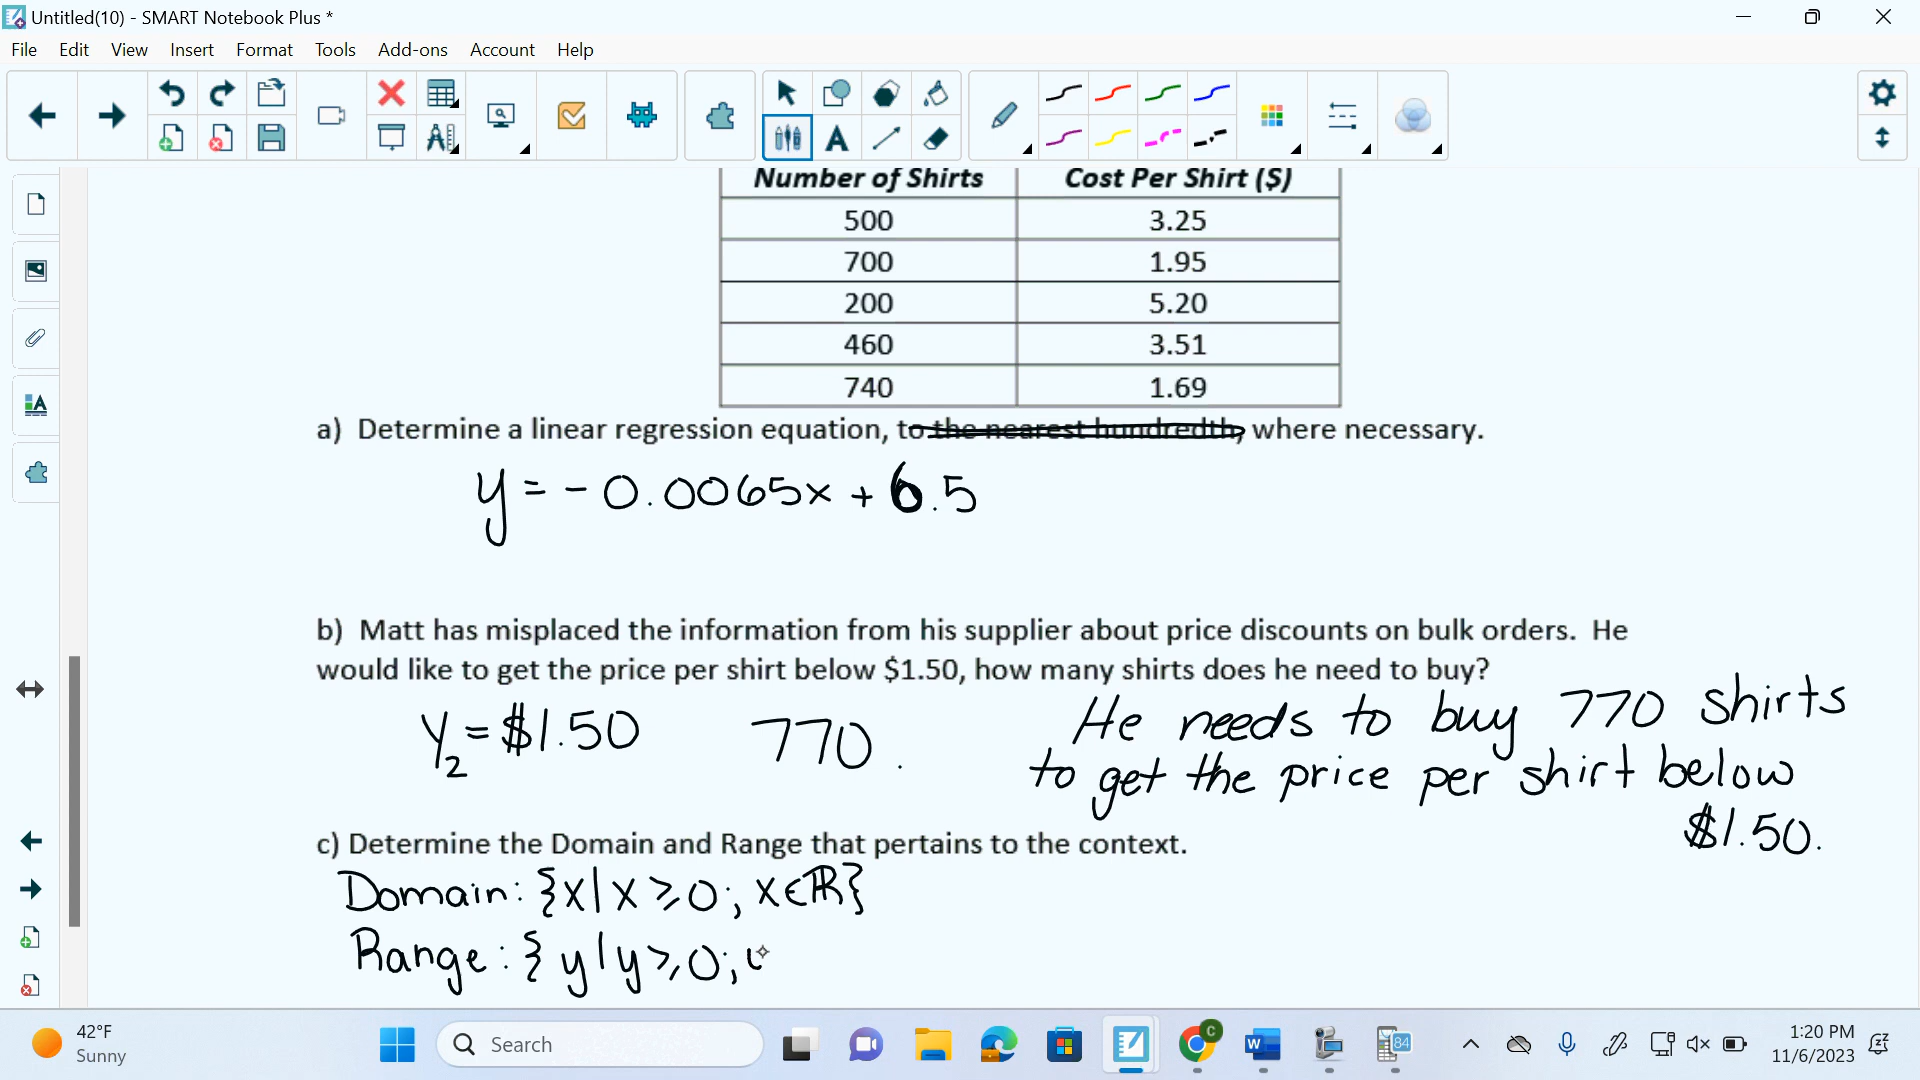 Untitled(10) - SMART Notebook Plus *
File Edit View Insert Format Tools Add-ons Account Help
Number of Shirts Cost Per Shirt ($)
500 3.25
700 1.95
200 5.20
460 3.51
740 1.69
a) Determine a linear regression equation, to the nearest hundredth, where necessary.
y = - 0.0065x + 6.5
b) Matt has misplaced the information from his supplier about price discounts on bulk orders. He
would like to get the price per shirt below $1.50, how many shirts does he need to buy?
Y₂ = $1.50 770 .
He needs to buy 770 shirts
to get the price per shirt below
$1.50.
c) Determine the Domain and Range that pertains to the context.
Domain: {x|x ≥ 0; x∈ℝ}
Range: { y|y ≥ 0;
42°F
Sunny
Search
C
W
84
1:20 PM
11/6/2023